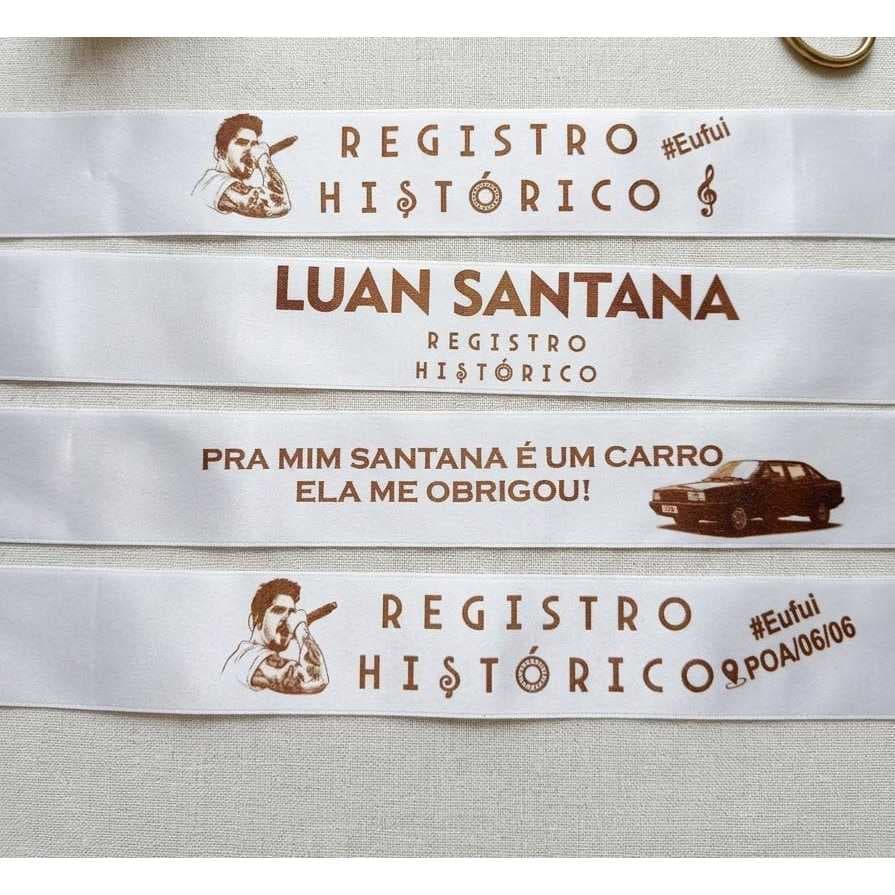 REGISTRO #Eufui
HISTÓRICO
LUAN SANTANA
REGISTRO
HISTÓRICO
PRA MIM SANTANA É UM CARRO
ELA ME OBRIGOU!
REGISTRO #Eufui
HISTÓRICO POA/06/06